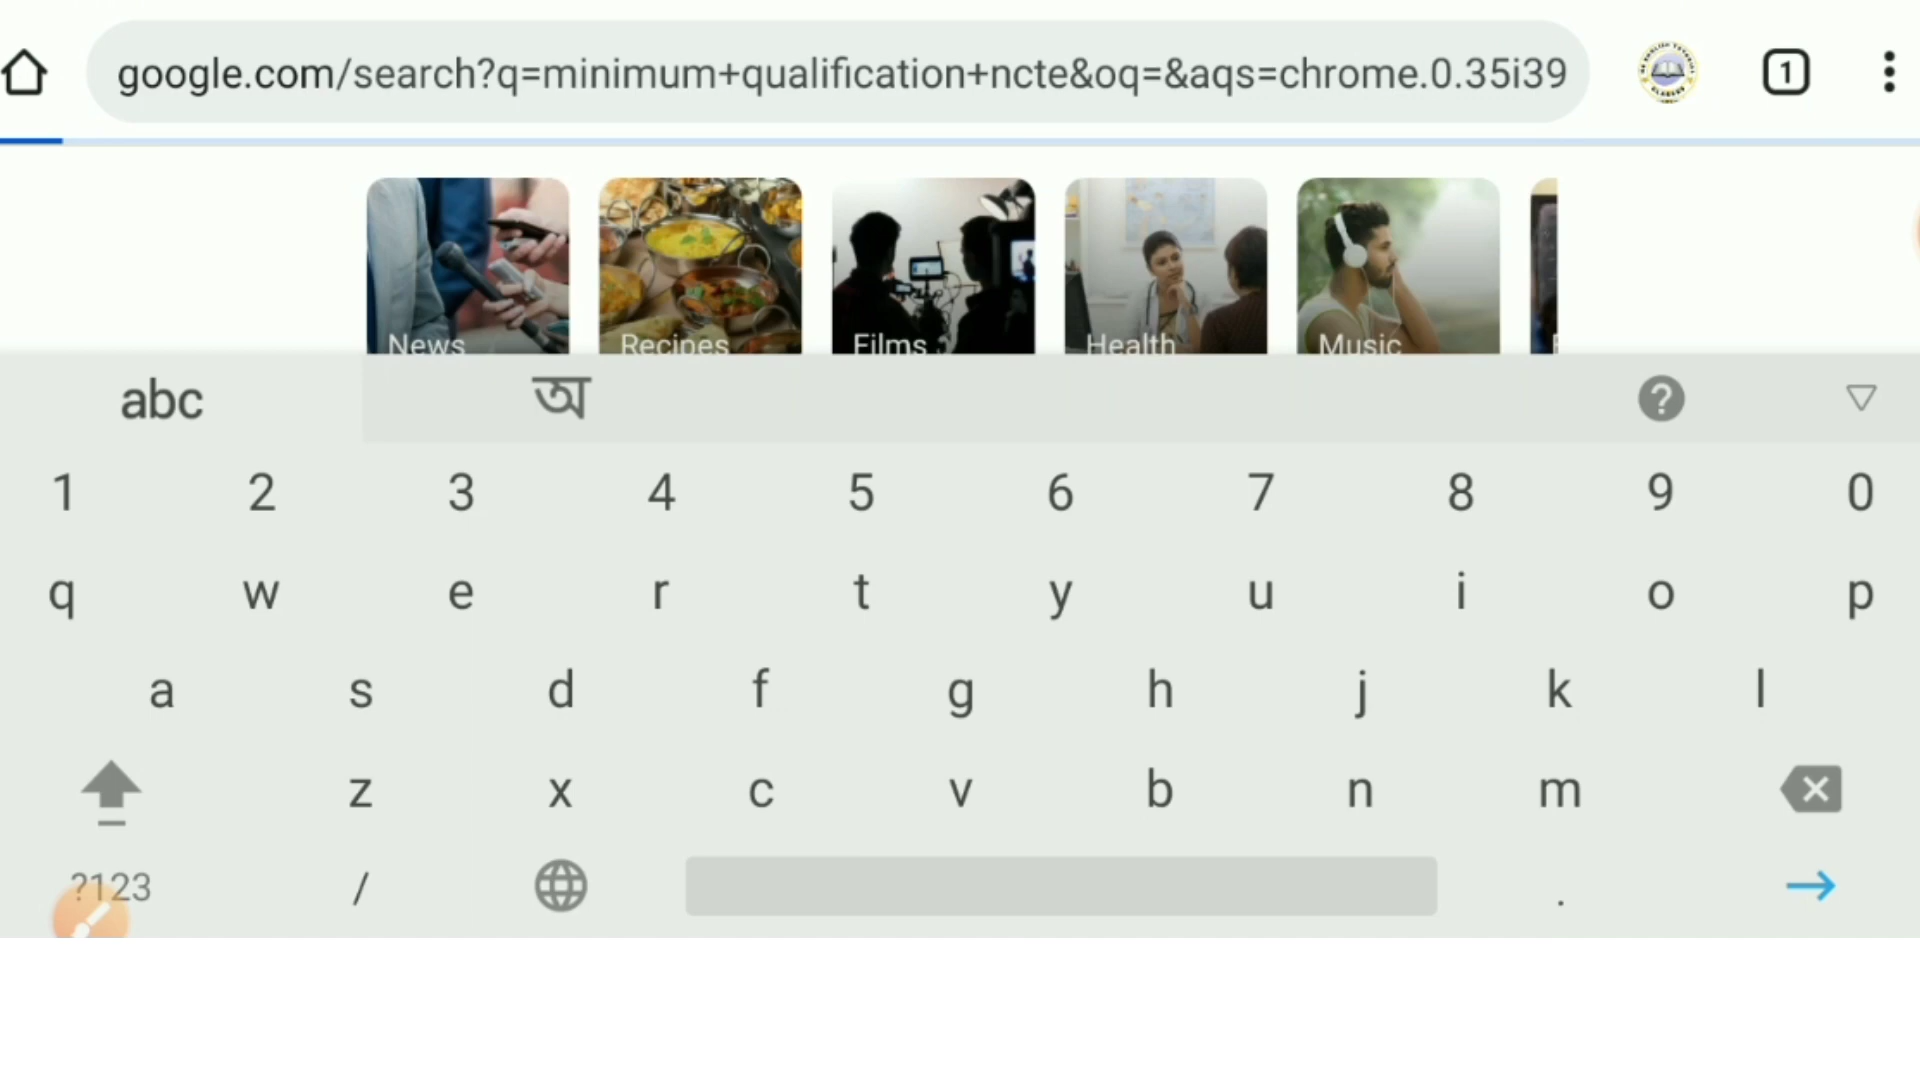 google.com/search?q=minimum+qualification+ncte&oq=&aqs=chrome.0.35i39
1
News
Recipes
Films
Health
Music
abc
অ
?
1 2 3 4 5 6 7 8 9 0
q w e r t y u i o p
a s d f g h j k l
z x c v b n m
?123 / .